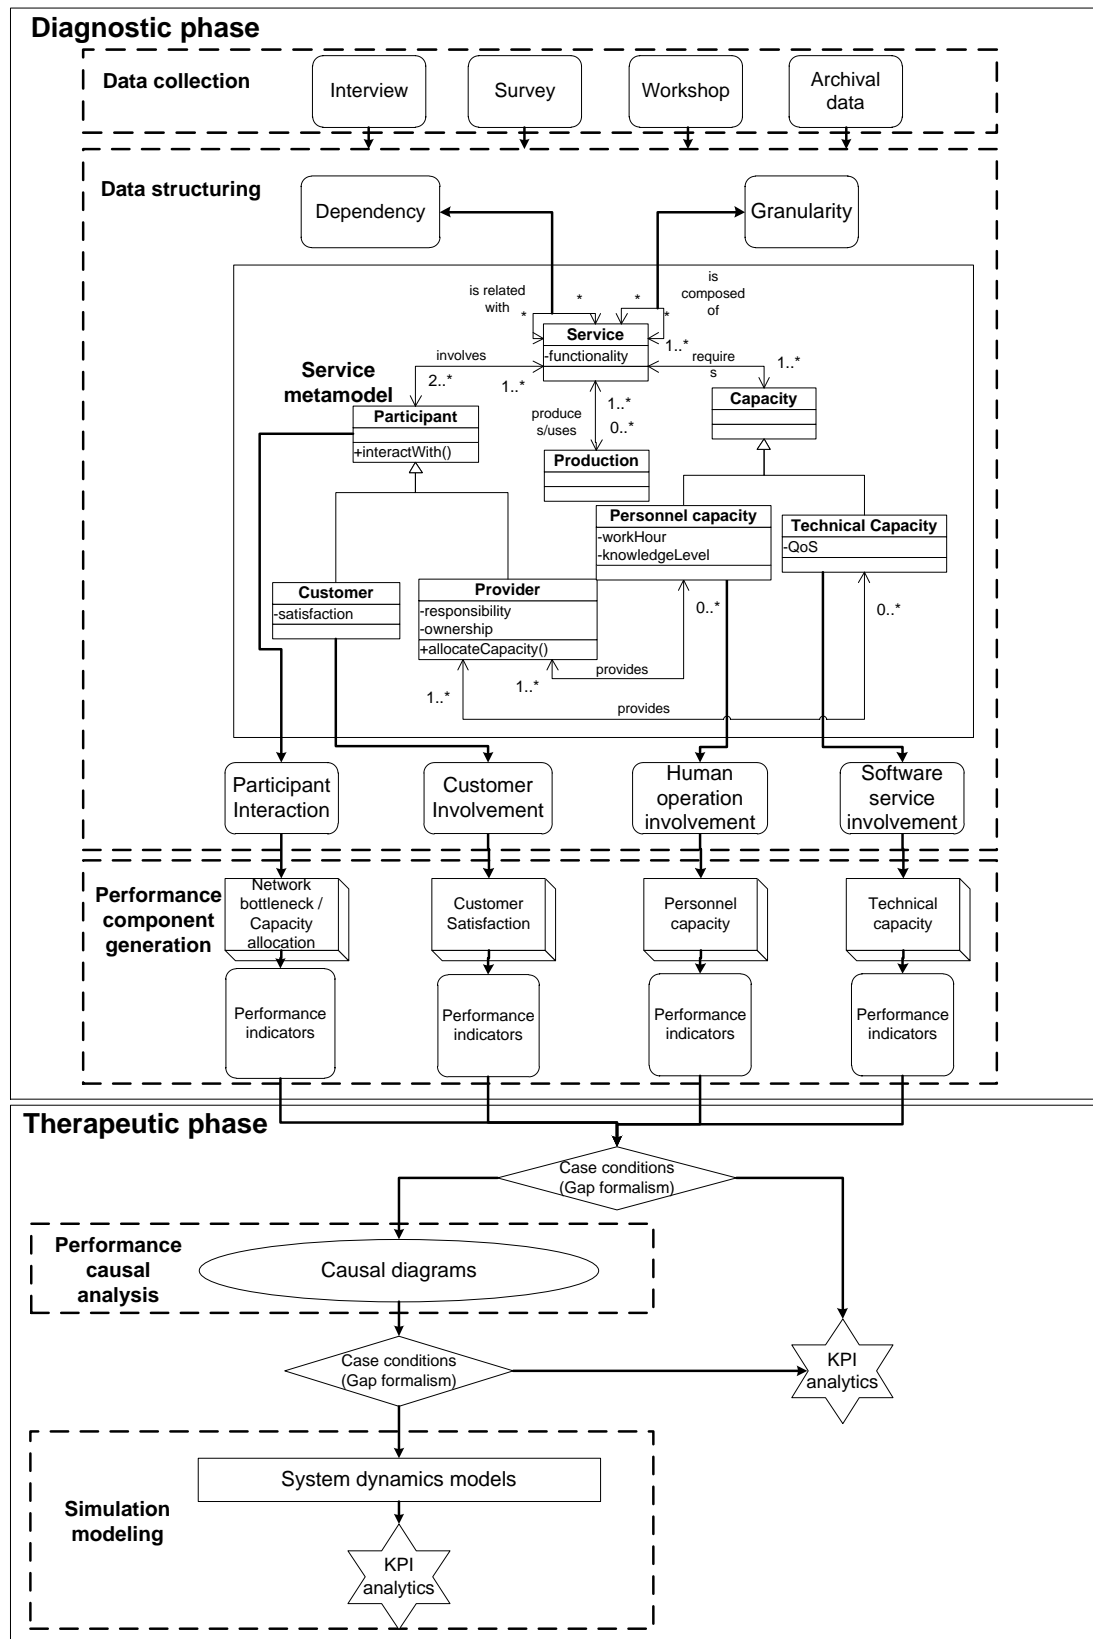 Diagnostic phase
Data collection
Interview
Survey
Workshop
Archival
data
Data structuring
Dependency
Granularity
is related
with
*
*
*
*
is
composed
of
Service
-functionality
involves
2..*
1..*
1..*
require
s
1..*
Service
metamodel
Participant
+interactWith()
produce
s/uses
1..*
0..*
Capacity
Production
Personnel capacity
-workHour
-knowledgeLevel
Technical Capacity
-QoS
Customer
-satisfaction
Provider
-responsibility
-ownership
+allocateCapacity()
0..*
0..*
1..*
1..*
provides
provides
Participant
Interaction
Customer
Involvement
Human
operation
involvement
Software
service
involvement
Performance
component
generation
Network
bottleneck /
Capacity
allocation
Customer
Satisfaction
Personnel
capacity
Technical
capacity
Performance
indicators
Performance
indicators
Performance
indicators
Performance
indicators
Therapeutic phase
Case conditions
(Gap formalism)
Performance
causal
analysis
Causal diagrams
Case conditions
(Gap formalism)
KPI
analytics
System dynamics models
Simulation
modeling
KPI
analytics